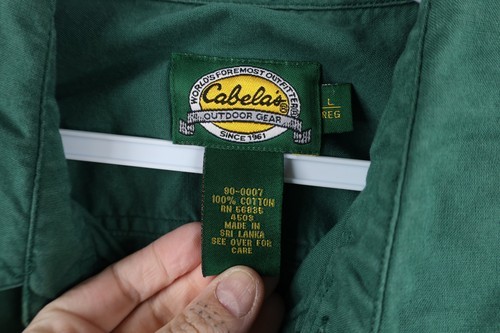 WORLD'S FOREMOST OUTFITTER
Cabela's
OUTDOOR GEAR
SINCE 1961
L
REG
90-0007
100% COTTON
RN 56835
4503
MADE IN
SRI LANKA
SEE OVER FOR
CARE